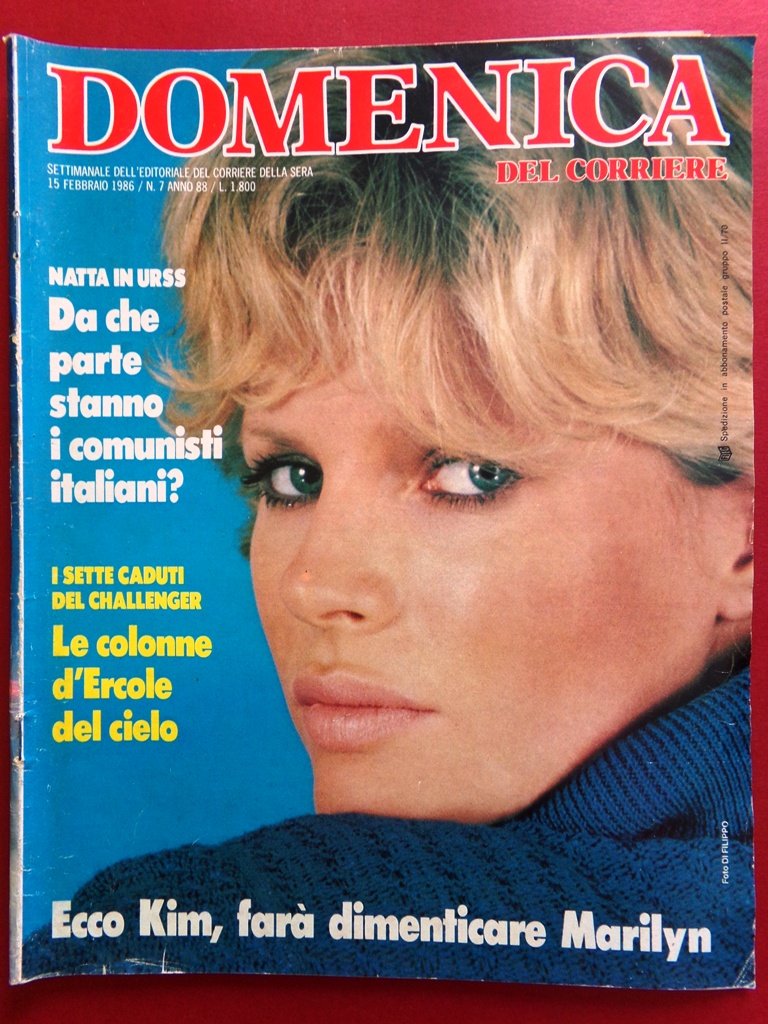 DOMENICA
DEL CORRIERE
SETTIMANALE DELL'EDITORIALE DEL CORRIERE DELLA SERA
15 FEBBRAIO 1986 / N. 7 ANNO 88 / L. 1.800
NATTA IN URSS
Da che
parte
stanno
i comunisti
italiani?
I SETTE CADUTI
DEL CHALLENGER
Le colonne
d'Ercole
del cielo
Spedizione in abbonamento postale gruppo II/70
Foto DI FILIPPO
Ecco Kim, farà dimenticare Marilyn